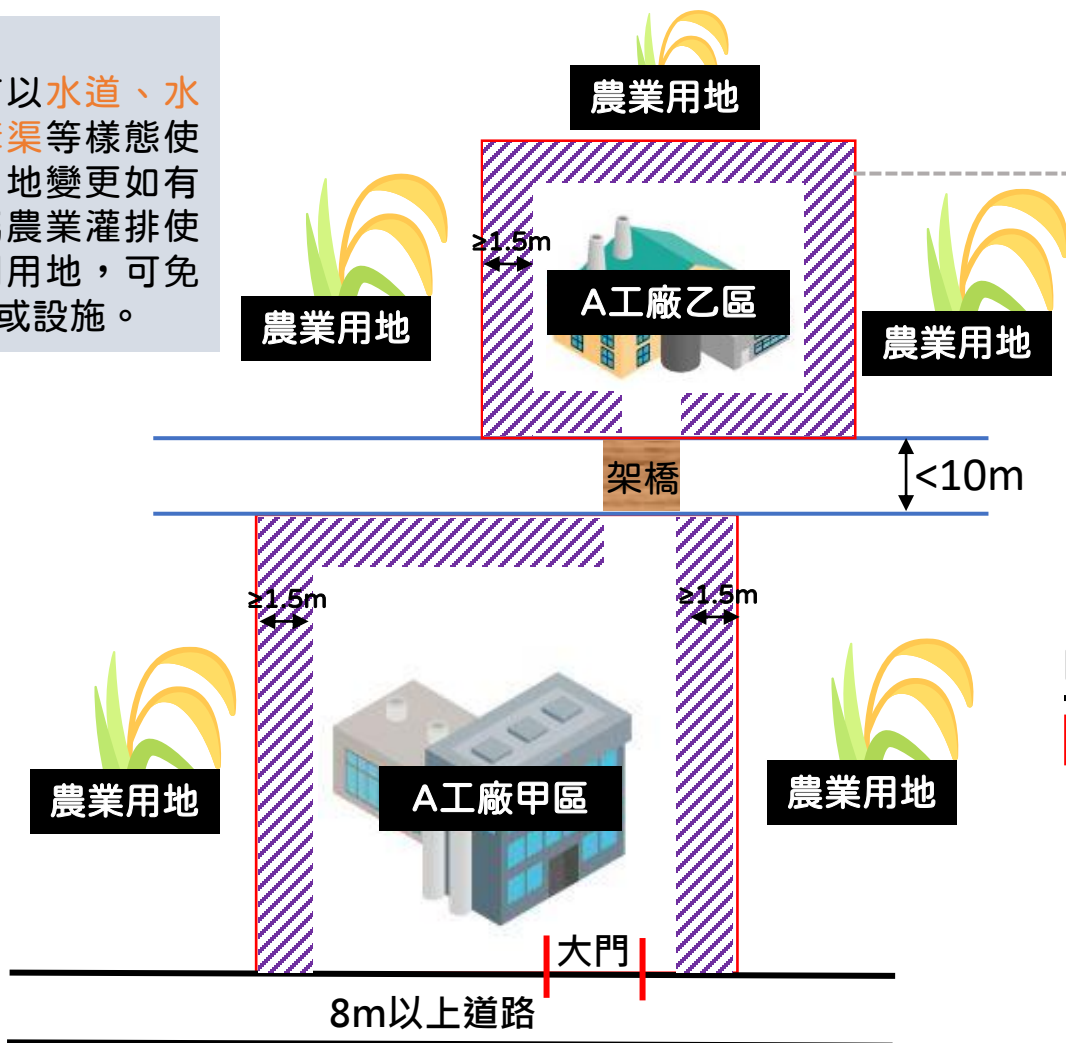 以水道、水
渠等樣態使
地變更如有
農業灌排使
用地，可免
或設施。
農業用地
≥1.5m
A工廠乙區
農業用地
農業用地
架橋
<10m
≥1.5m
≥1.5m
農業用地
A工廠甲區
農業用地
大門
8m以上道路